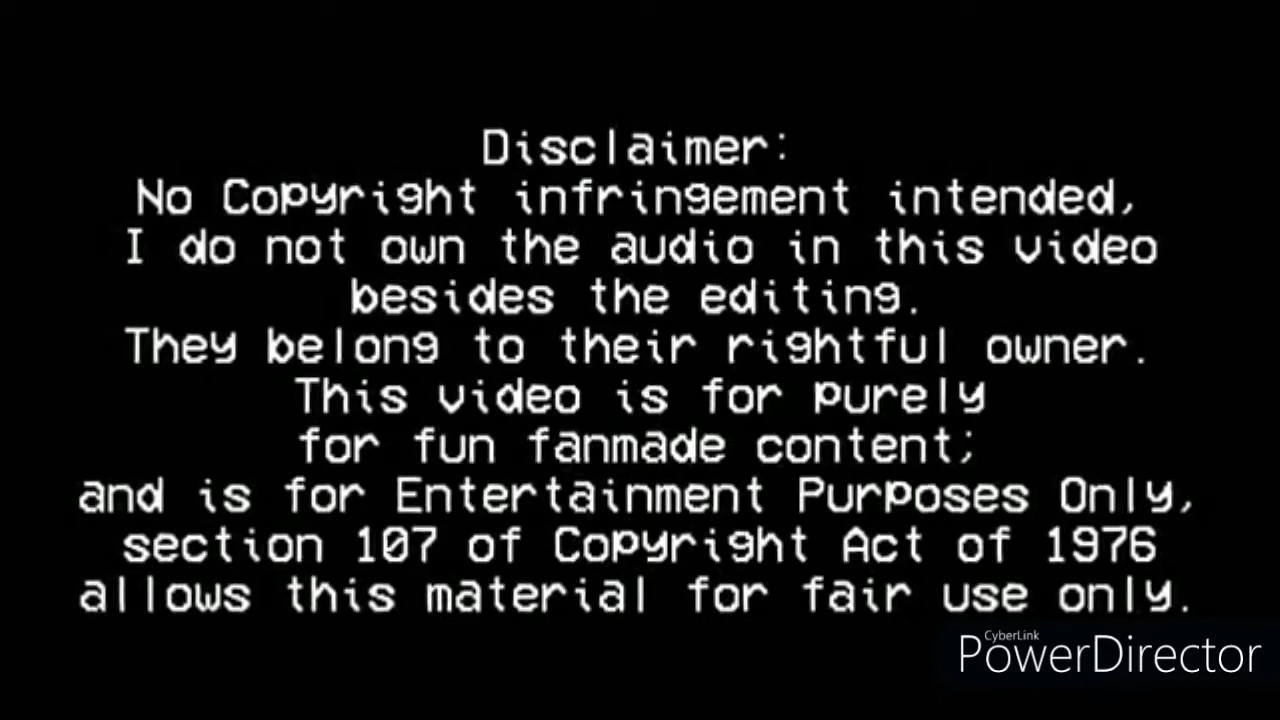 Disclaimer:
No Copyright infringement intended,
I do not own the audio in this video
besides the editing.
They belong to their rightful owner.
This video is for purely
for fun fanmade content;
and is for Entertainment Purposes Only,
section 107 of Copyright Act of 1976
allows this material for fair use only.
CyberLink
PowerDirector